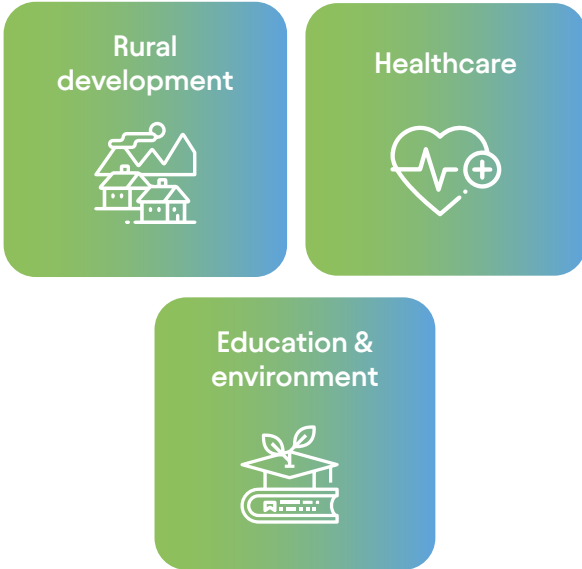 Rural
development
Healthcare
Education &
environment